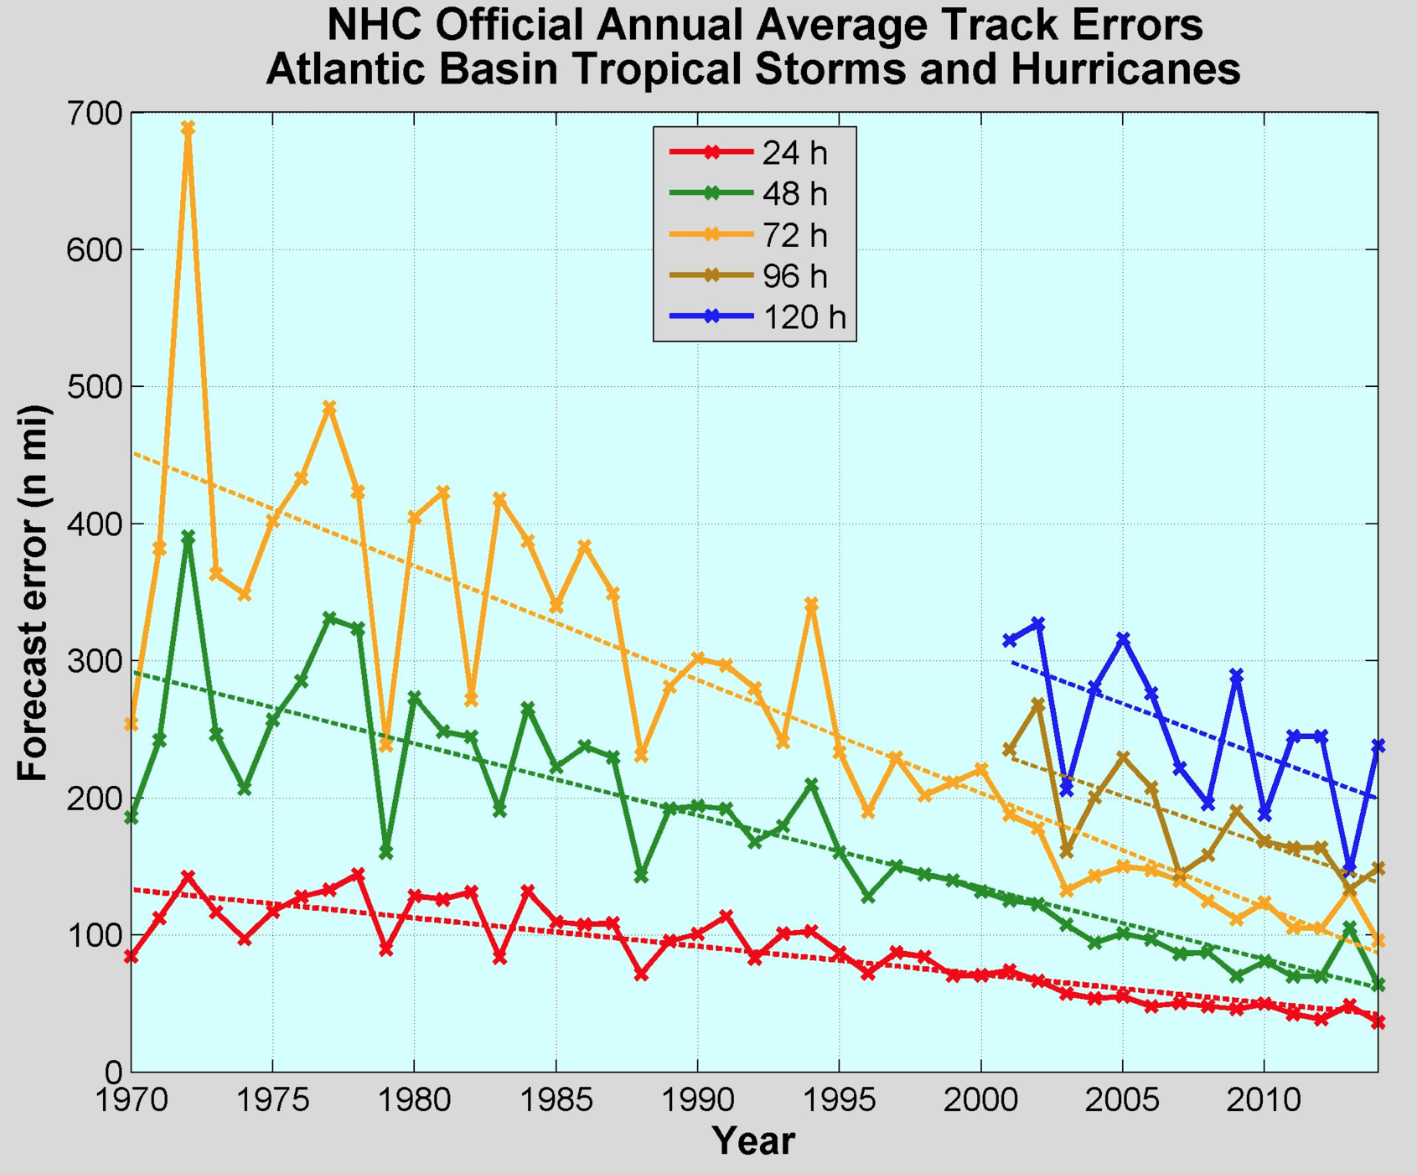 NHC Official Annual Average Track Errors
Atlantic Basin Tropical Storms and Hurricanes
700
600
500
400
300
200
100
0
Forecast error (n mi)
24 h
48 h
72 h
96 h
120 h
1970 1975 1980 1985 1990 1995 2000 2005 2010
Year